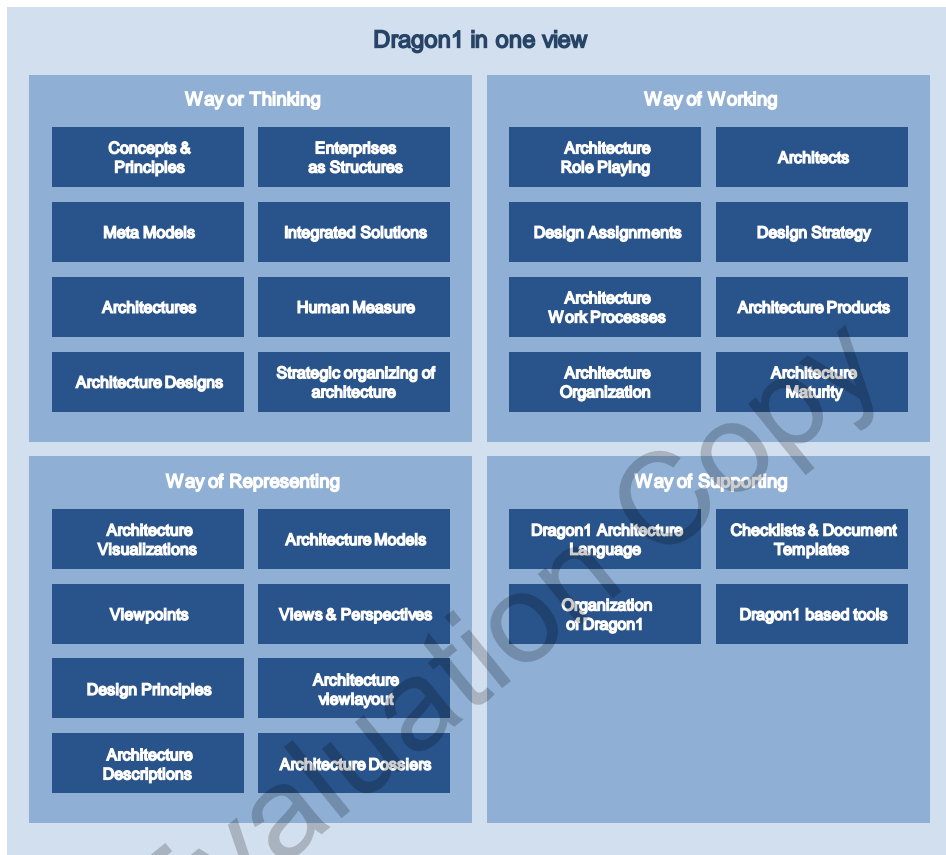 Dragon1 in one view
Way or Thinking
Concepts &
Principles
Enterprises
as Structures
Meta Models
Integrated Solutions
Architectures
Human Measure
Architecture Designs
Strategic organizing of
architecture
Way of Working
Architecture
Role Playing
Architects
Design Assignments
Design Strategy
Architecture
Work Processes
Architecture Products
Architecture
Organization
Architecture
Maturity
Way of Representing
Architecture
Visualizations
Architecture Models
Viewpoints
Views & Perspectives
Design Principles
Architecture
viewlayout
Architecture
Descriptions
Architecture Dossiers
Way of Supporting
Dragon1 Architecture
Language
Checklists & Document
Templates
Organization
of Dragon1
Dragon1 based tools
Evaluation Copy